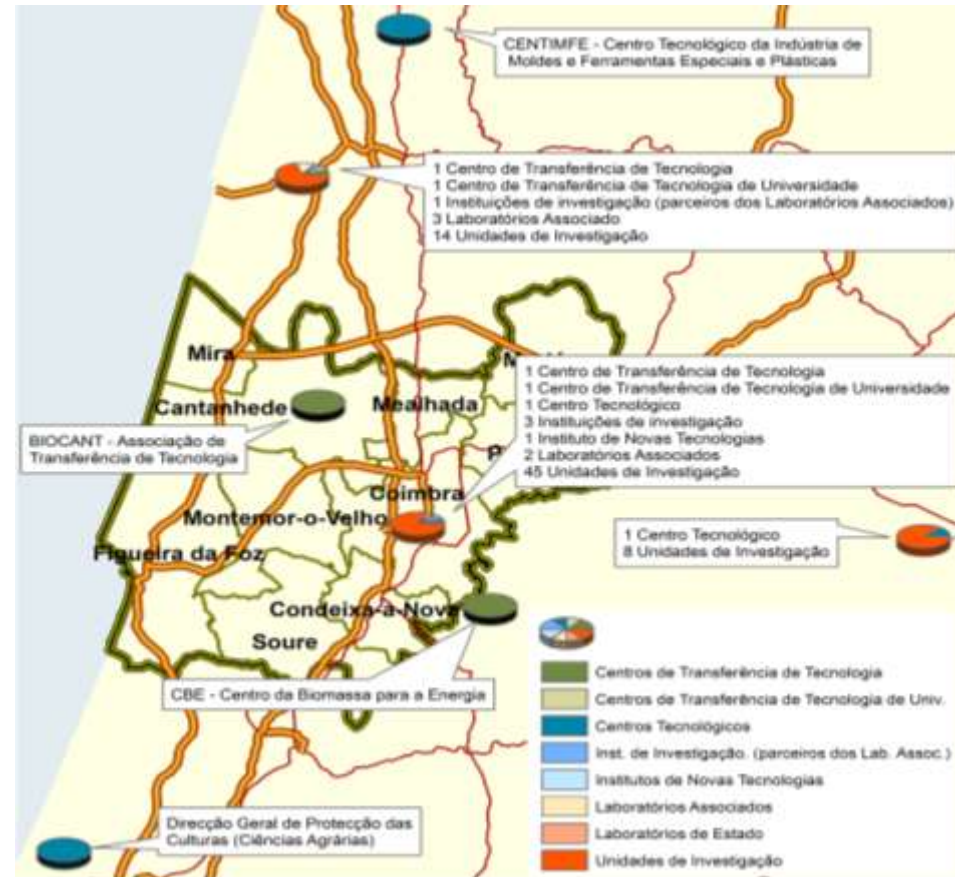 CENTIMFE - Centro Tecnológico da Indústria de
Moldes e Ferramentas Especiais e Plásticas
1 Centro de Transferência de Tecnologia
1 Centro de Transferência de Tecnologia de Universidade
1 Instituições de investigação (parceiros dos Laboratórios Associados)
3 Laboratórios Associado
14 Unidades de Investigação
Mira
1 Centro de Transferência de Tecnologia
1 Centro de Transferência de Tecnologia de Universidade
1 Centro Tecnológico
3 Instituições de investigação
1 Instituto de Novas Tecnologias
2 Laboratórios Associados
45 Unidades de Investigação
Cantanhede
Mealhada
BIOCANT - Associação de
Transferência de Tecnologia
Coimbra
Montemor-o-Velho
Figueira da Foz
1 Centro Tecnológico
8 Unidades de Investigação
Condeixa-a-Nova
Soure
CBE - Centro da Biomassa para a Energia
Centros de Transferência de Tecnologia
Centros de Transferência de Tecnologia de Univ.
Centros Tecnológicos
Inst. de Investigação. (parceiros dos Lab. Assoc.)
Institutos de Novas Tecnologias
Laboratórios Associados
Laboratórios de Estado
Unidades de Investigação
Direcção Geral de Protecção das
Culturas (Ciências Agrárias)